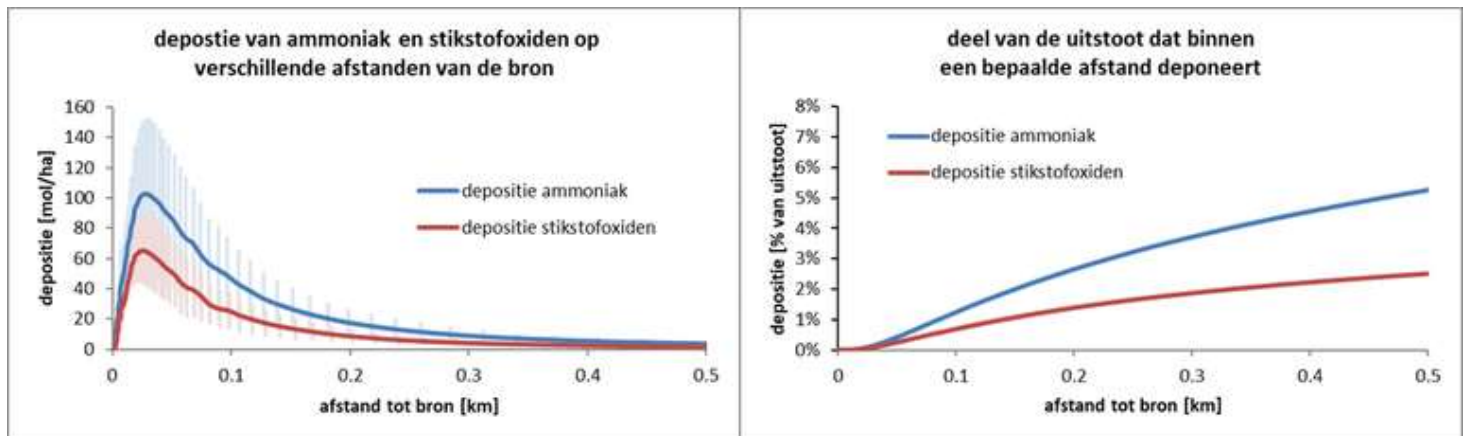 depostie van ammoniak en stikstofoxiden op
verschillende afstanden van de bron
depositie [mol/ha]
160
140
120
100
80
60
40
20
0
depositie ammoniak
depositie stikstofoxiden
0 0.1 0.2 0.3 0.4 0.5
afstand tot bron [km]
deel van de uitstoot dat binnen
een bepaalde afstand deponeert
depositie [% van uitstoot]
8%
7%
6%
5%
4%
3%
2%
1%
0%
depositie ammoniak
depositie stikstofoxiden
0 0.1 0.2 0.3 0.4 0.5
afstand tot bron [km]